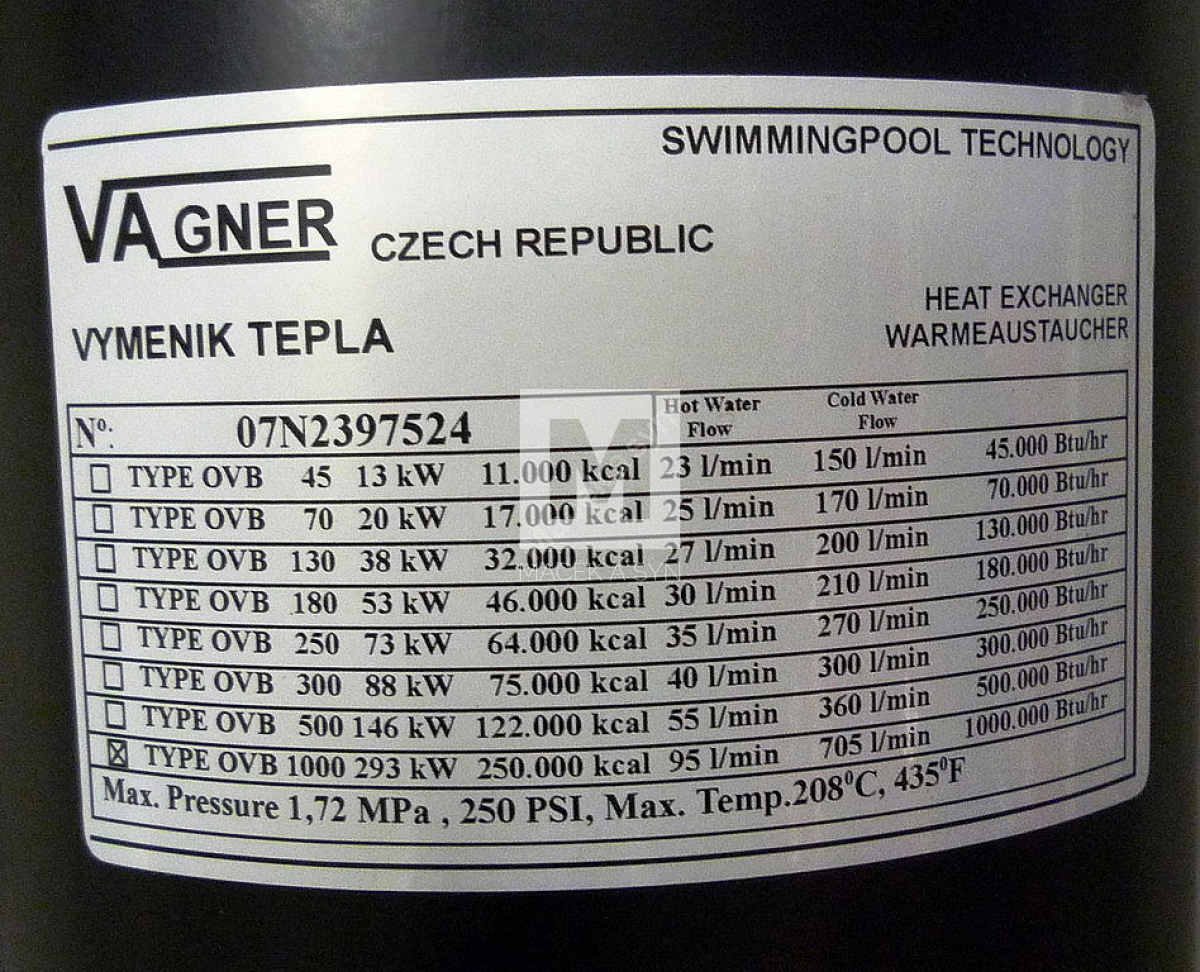 SWIMMINGPOOL TECHNOLOGY
VAGNER CZECH REPUBLIC
HEAT EXCHANGER
VYMENIK TEPLA WARMEAUSTAUCHER
Nº: 07N2397524 Hot Water Flow Cold Water Flow
TYPE OVB 45 13 kW 11.000 kcal 23 l/min 150 l/min 45.000 Btu/hr
TYPE OVB 70 20 kW 17.000 kcal 25 l/min 170 l/min 70.000 Btu/hr
TYPE OVB 130 38 kW 32.000 kcal 27 l/min 200 l/min 130.000 Btu/hr
TYPE OVB 180 53 kW 46.000 kcal 30 l/min 210 l/min 180.000 Btu/hr
TYPE OVB 250 73 kW 64.000 kcal 35 l/min 270 l/min 250.000 Btu/hr
TYPE OVB 300 88 kW 75.000 kcal 40 l/min 300 l/min 300.000 Btu/hr
TYPE OVB 500 146 kW 122.000 kcal 55 l/min 360 l/min 500.000 Btu/hr
☒ TYPE OVB 1000 293 kW 250.000 kcal 95 l/min 705 l/min 1000.000 Btu/hr
Max. Pressure 1,72 MPa , 250 PSI, Max. Temp.208⁰C, 435⁰F
M
MACEK A SYN